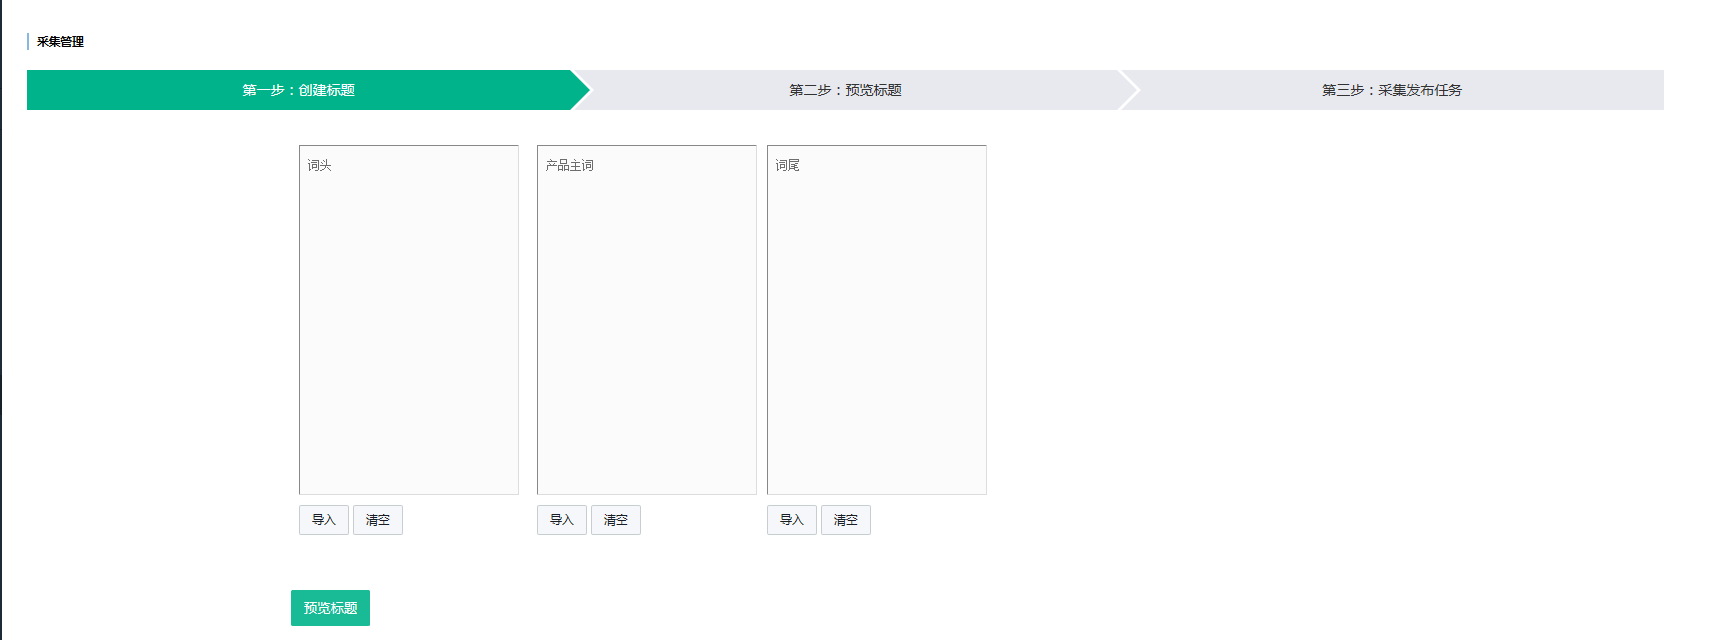 采集管理
第一步：创建标题
第二步：预览标题
第三步：采集发布任务
词头
产品主词
词尾
导入 清空
导入 清空
导入 清空
预览标题